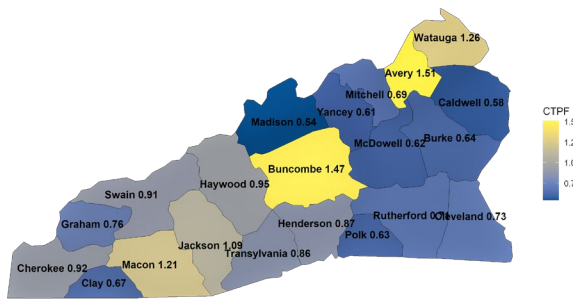 Watauga 1.26
Avery 1.51
Mitchell 0.69
Caldwell 0.58
Yancey 0.61
Madison 0.54
McDowell 0.62
Burke 0.64
Buncombe 1.47
Haywood 0.95
Swain 0.91
Graham 0.76
Jackson 1.09
Henderson 0.87
Rutherford
Cleveland 0.73
Polk 0.63
Transylvania 0.86
Macon 1.21
Cherokee 0.92
Clay 0.67
CTPF
1.0